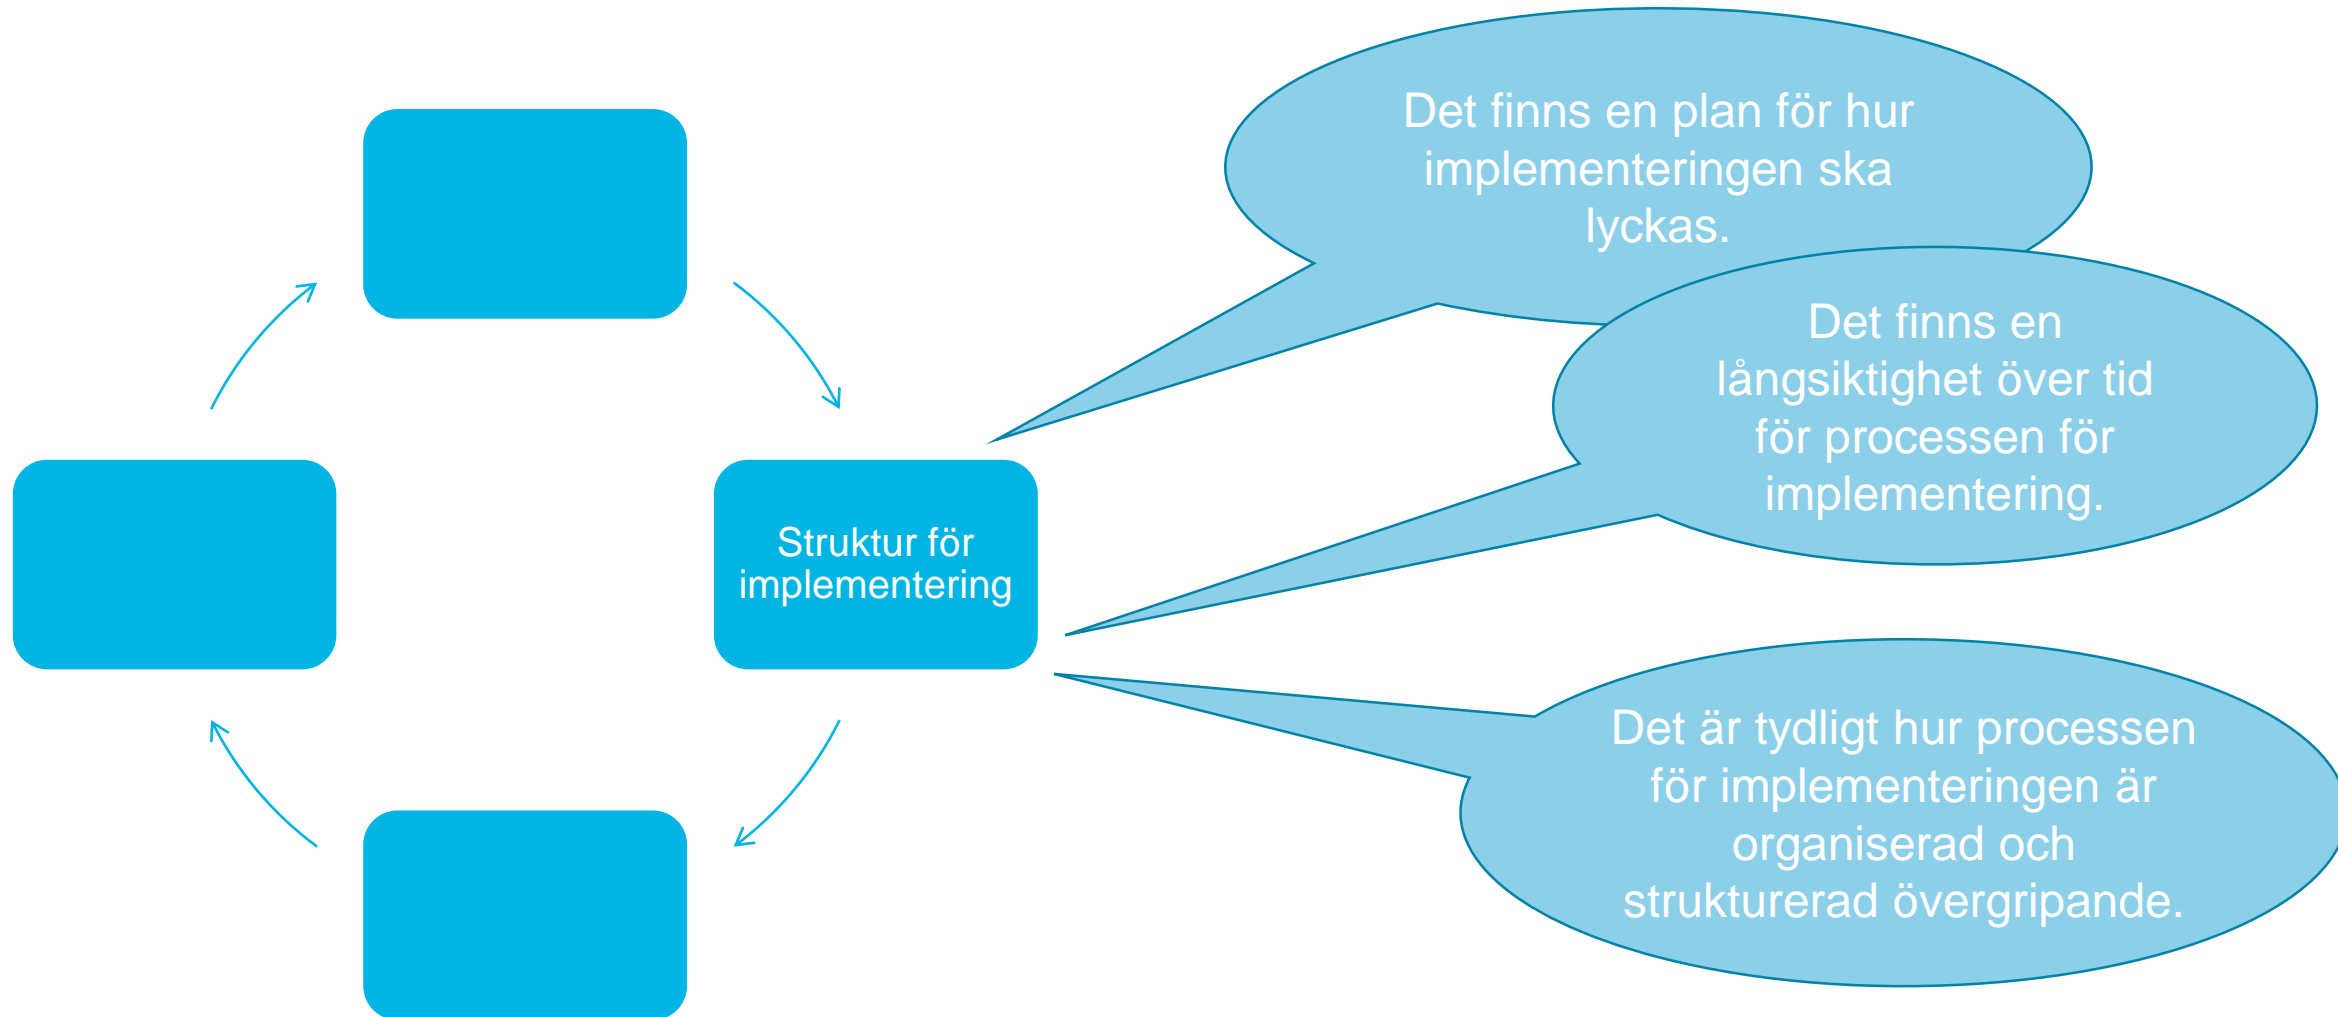 Det finns en plan för hur
implementeringen ska
lyckas.
Det finns en
långsiktighet över tid
för processen för
implementering.
Struktur för
implementering
Det är tydligt hur processen
för implementeringen är
organiserad och
strukturerad övergripande.